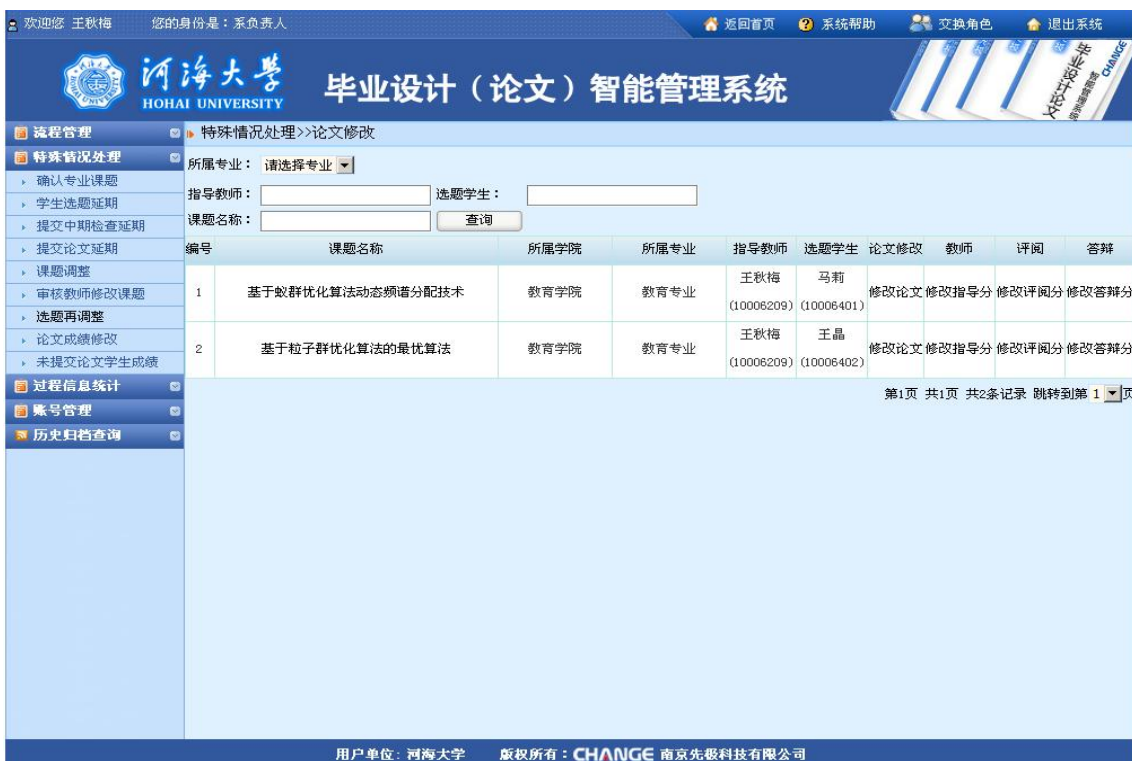 欢迎您 王秋梅 您的身份是：系负责人 返回首页 系统帮助 交换角色 退出系统
河海大学
HOHAI UNIVERSITY
毕业设计（论文）智能管理系统
毕业设计论文
智能管理系统
CHANGE
流程管理
特殊情况处理
确认专业课题
学生选题延期
提交中期检查延期
提交论文延期
课题调整
审核教师修改课题
选题再调整
论文成绩修改
未提交论文学生成绩
过程信息统计
账号管理
历史归档查询
特殊情况处理>>论文修改
所属专业： 请选择专业
指导教师： 选题学生：
课题名称： 查询
编号 课题名称 所属学院 所属专业 指导教师 选题学生 论文修改 教师 评阅 答辩
1 基于蚁群优化算法动态频谱分配技术 教育学院 教育专业 王秋梅 (10006209) 马莉 (10006401) 修改论文 修改指导分 修改评阅分 修改答辩分
2 基于粒子群优化算法的最优算法 教育学院 教育专业 王秋梅 (10006209) 王晶 (10006402) 修改论文 修改指导分 修改评阅分 修改答辩分
第1页 共1页 共2条记录 跳转到第 1 页
用户单位: 河海大学 版权所有：CHANGE 南京先极科技有限公司